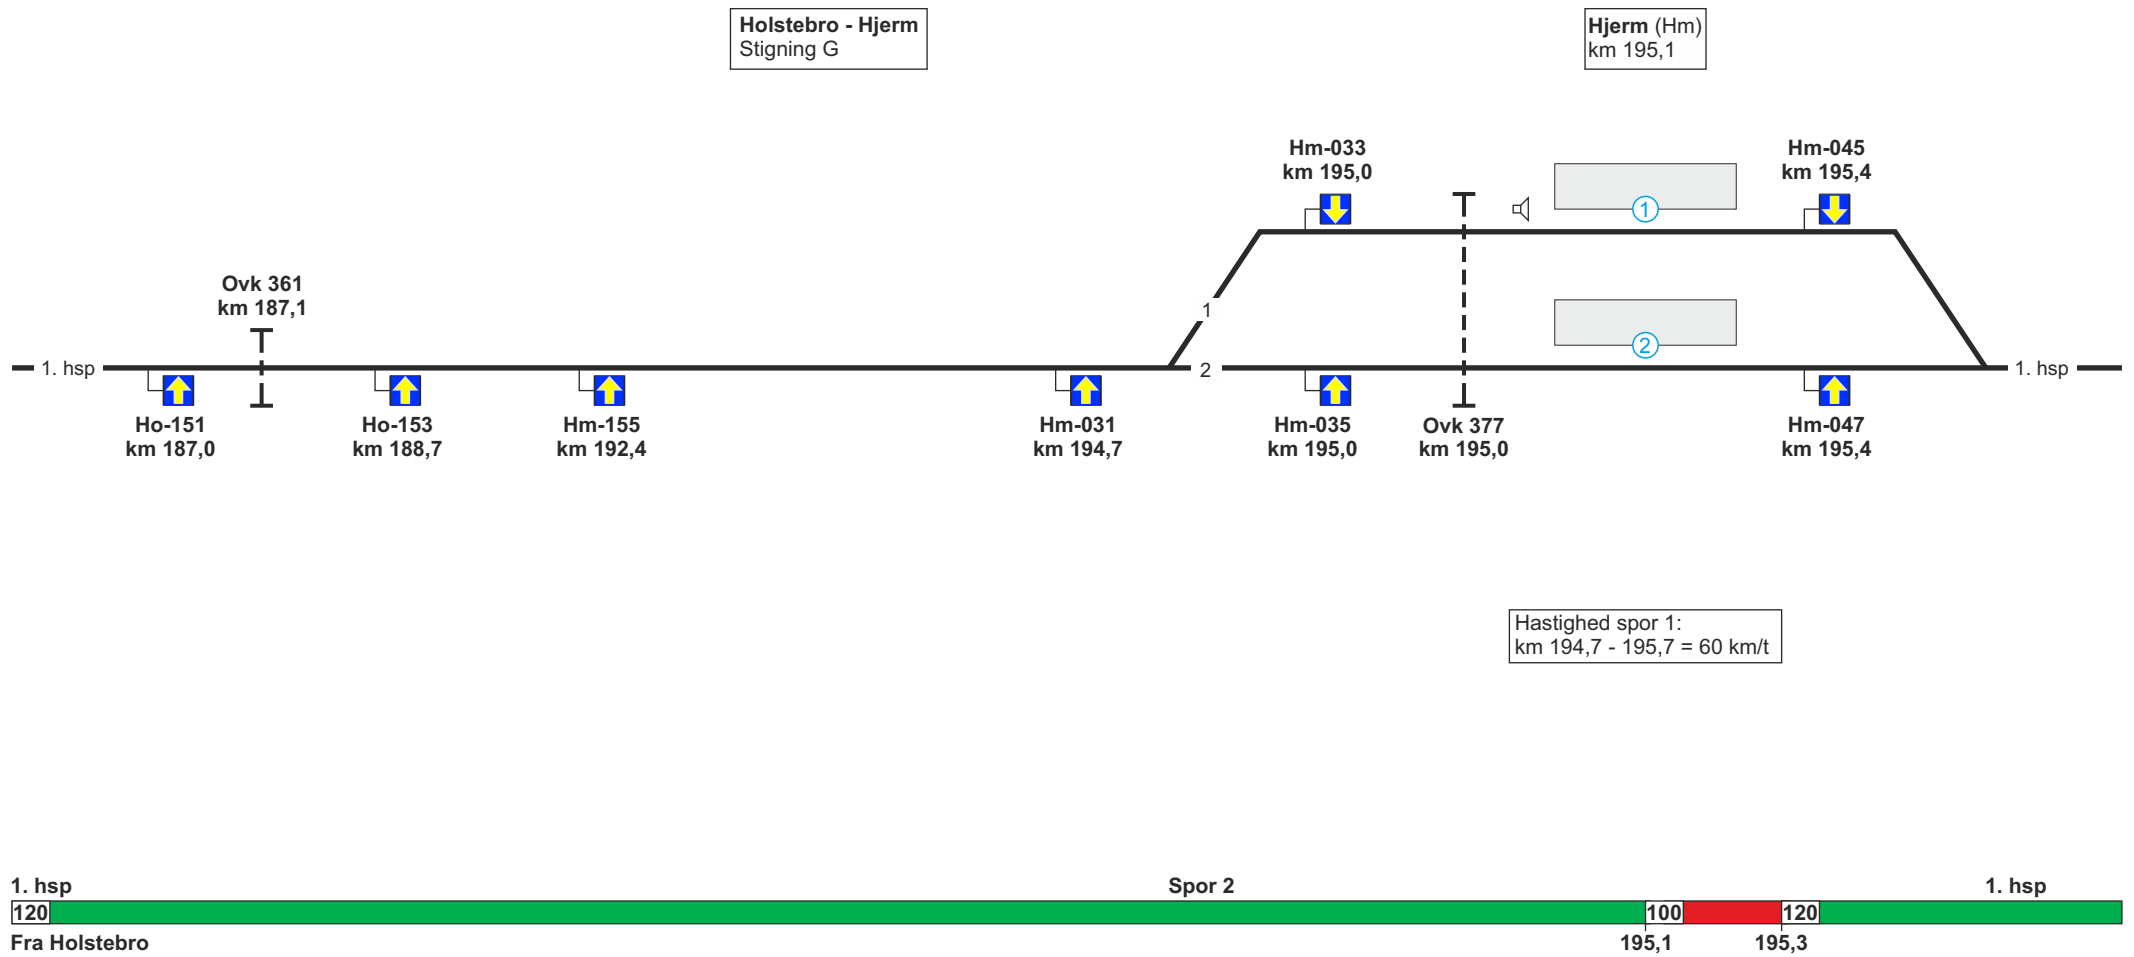 Holstebro - Hjerm
Stigning G
Hjerm (Hm)
km 195,1
Hm-033
km 195,0
Hm-045
km 195,4
1
Ovk 361
km 187,1
1
2
1. hsp
2
1. hsp
Ho-151
km 187,0
Ho-153
km 188,7
Hm-155
km 192,4
Hm-031
km 194,7
Hm-035
km 195,0
Ovk 377
km 195,0
Hm-047
km 195,4
Hastighed spor 1:
km 194,7 - 195,7 = 60 km/t
1. hsp
Spor 2
1. hsp
120
100
120
Fra Holstebro
195,1
195,3